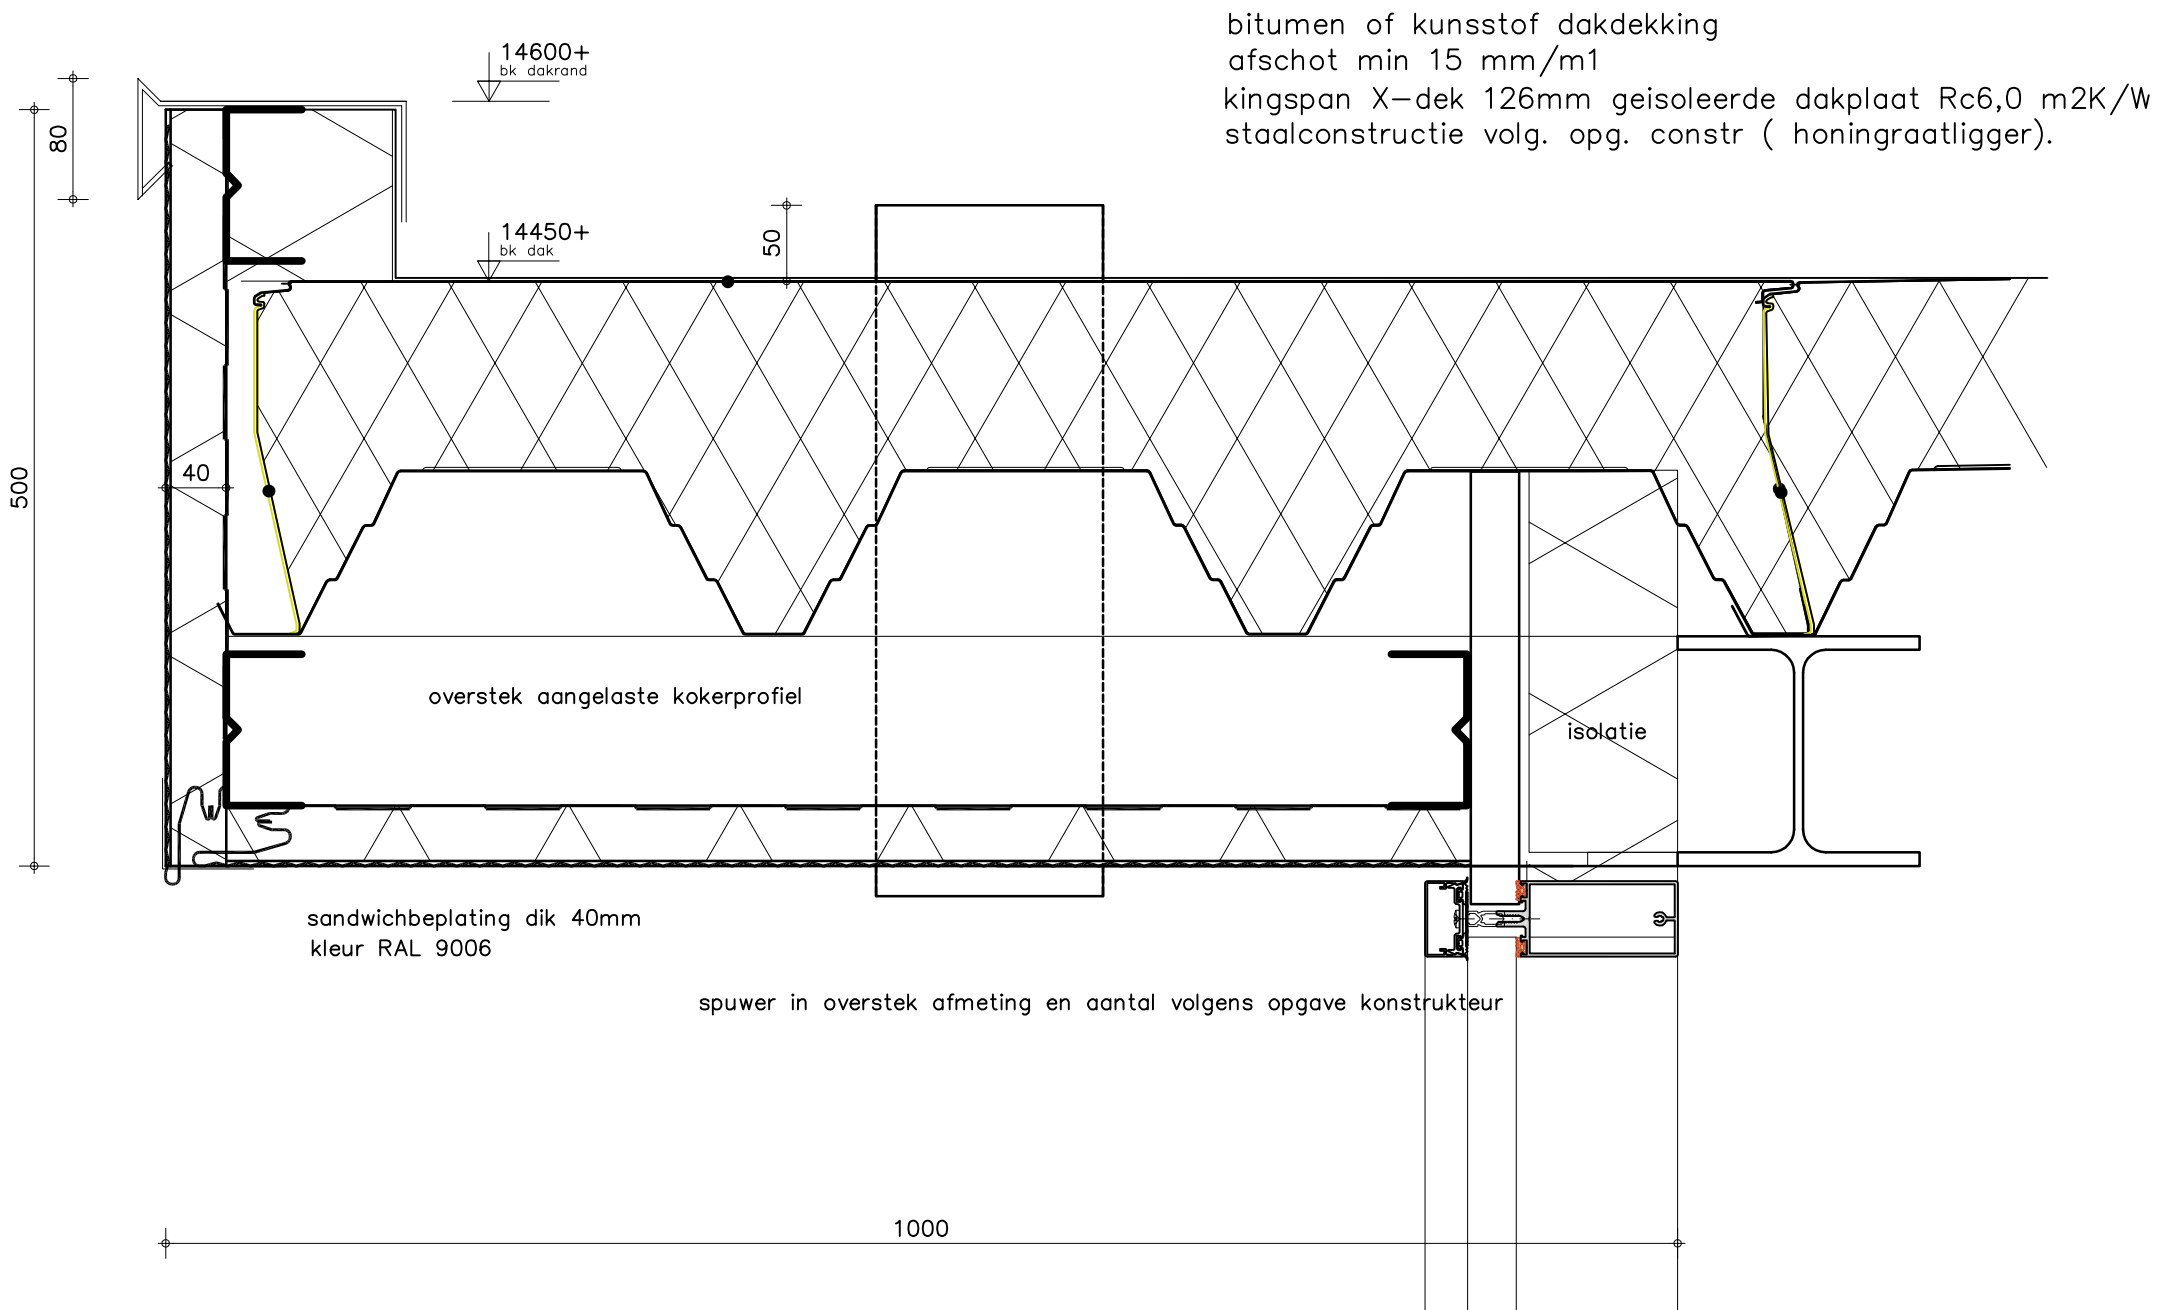 bitumen of kunsstof dakdekking
afschot min 15 mm/m1
kingspan X-dek 126mm geisoleerde dakplaat Rc6,0 m2K/W
staalconstructie volg. opg. constr ( honingraatligger).
14600+
bk dakrand
80
14450+
bk dak
50
500
40
overstek aangelaste kokerprofiel
isolatie
sandwichbeplating dik 40mm
kleur RAL 9006
spuwer in overstek afmeting en aantal volgens opgave konstrukteur
1000